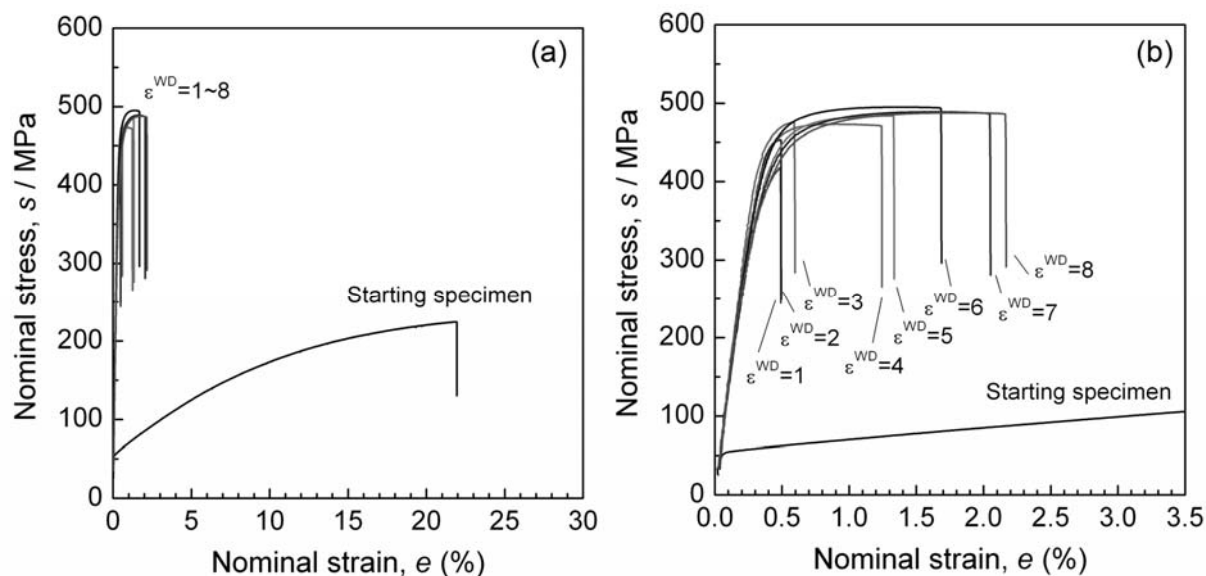 (a)
600
500
400
300
200
100
0
Nominal stress, s / MPa
ε^WD=1~8
Starting specimen
0 5 10 15 20 25 30
Nominal strain, e (%)
(b)
600
500
400
300
200
100
0
Nominal stress, s / MPa
ε^WD=8
ε^WD=3
ε^WD=6
ε^WD=7
ε^WD=2
ε^WD=5
ε^WD=1
ε^WD=4
Starting specimen
0.0 0.5 1.0 1.5 2.0 2.5 3.0 3.5
Nominal strain, e (%)